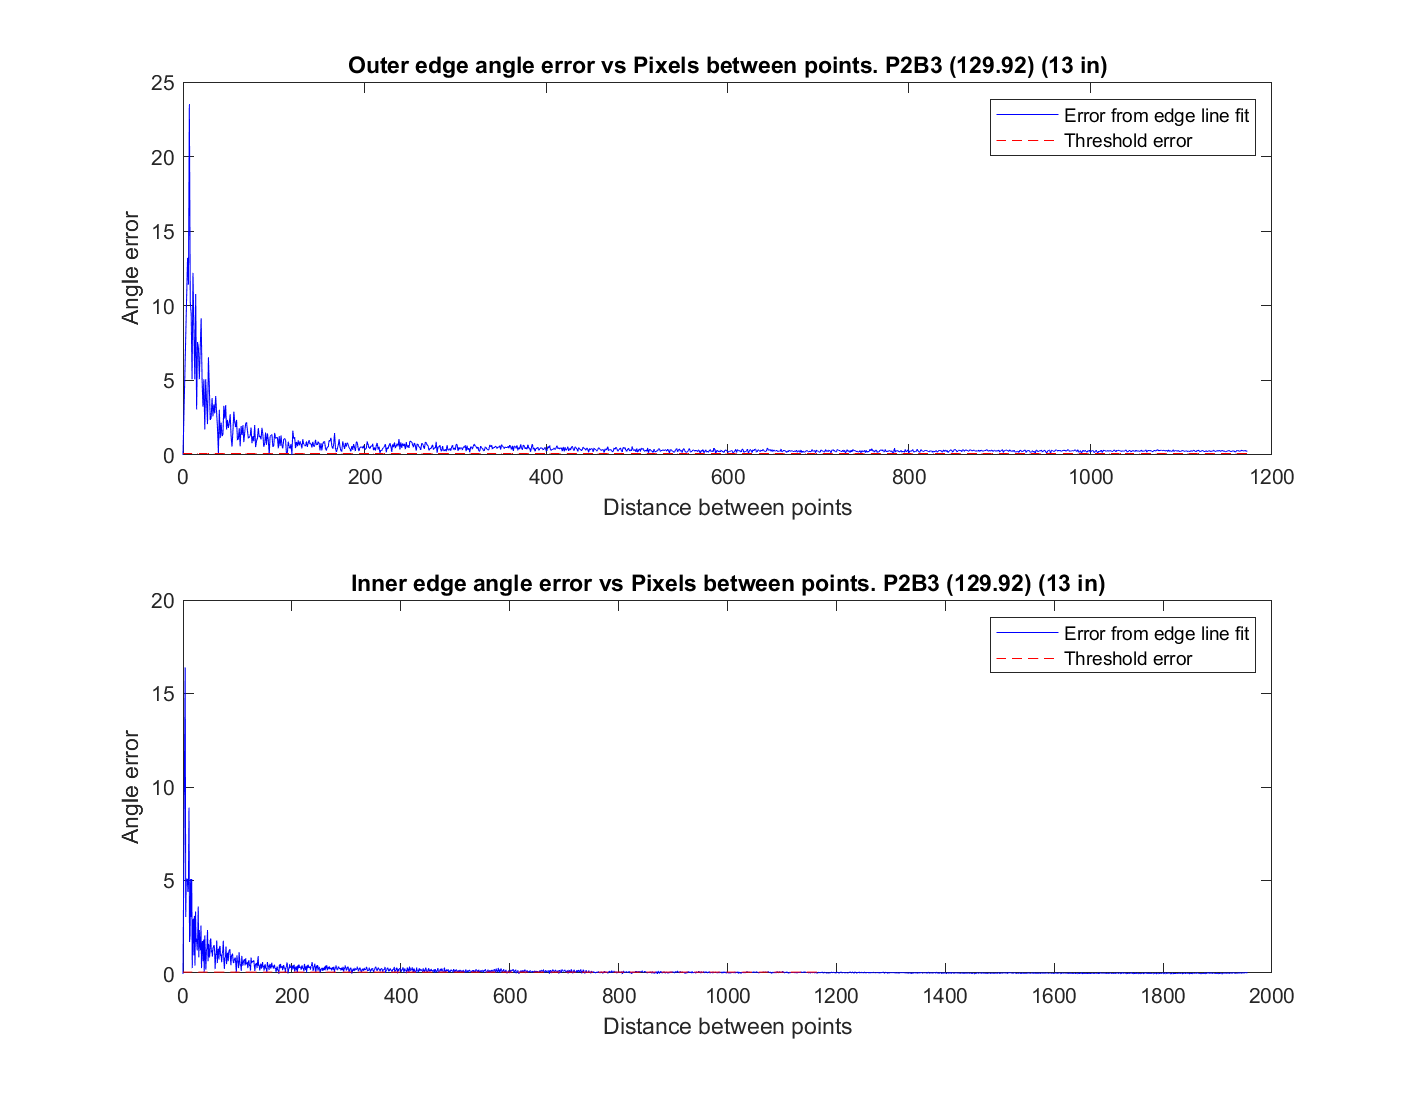 Outer edge angle error vs Pixels between points. P2B3 (129.92) (13 in)
25
20
15
10
5
0
Angle error
Error from edge line fit
Threshold error
0 200 400 600 800 1000 1200
Distance between points
Inner edge angle error vs Pixels between points. P2B3 (129.92) (13 in)
20
15
10
5
0
Angle error
Error from edge line fit
Threshold error
0 200 400 600 800 1000 1200 1400 1600 1800 2000
Distance between points